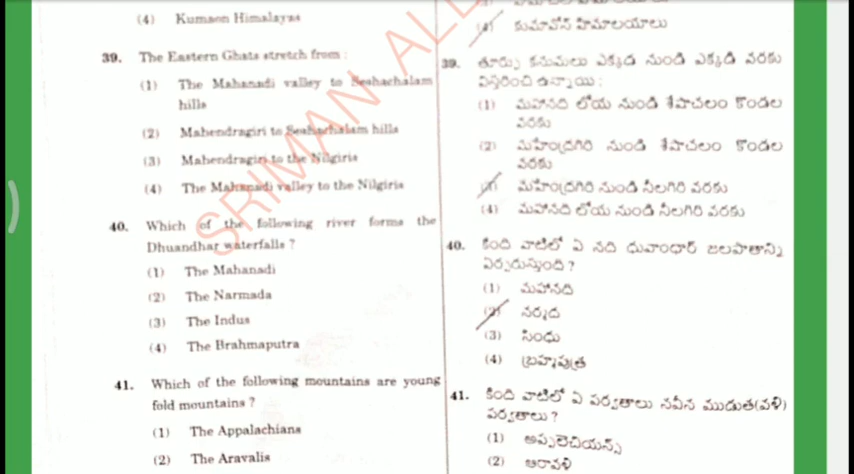 (4) Kumaon Himalayas
39. The Eastern Ghats stretch from :
(1) The Mahanadi valley to Seshachalam
hills
(2) Mahendragiri to Seshachalam hills
(3) Mahendragiri to the Nilgiris
(4) The Mahanadi valley to the Nilgiris
40. Which of the following river forms the
Dhuandhar waterfalls ?
(1) The Mahanadi
(2) The Narmada
(3) The Indus
(4) The Brahmaputra
41. Which of the following mountains are young
fold mountains ?
(1) The Appalachians
(2) The Aravalis
(4) కుమావోన్ హిమాలయాలు
39. తూర్పు కనుమలు ఎక్కడ నుండి ఎక్కడి వరకు
విస్తరించి ఉన్నాయి :
(1) మహానది లోయ నుండి శేషాచలం కొండల
వరకు
(2) మహేంద్రగిరి నుండి శేషాచలం కొండల
వరకు
(3) మహేంద్రగిరి నుండి నీలగిరి వరకు
(4) మహానది లోయ నుండి నీలగిరి వరకు
40. కింది వాటిలో ఏ నది ధువాంధార్ జలపాతాన్ని
ఏర్పరుస్తుంది ?
(1) మహానది
(2) నర్మద
(3) సింధు
(4) బ్రహ్మపుత్ర
41. కింది వాటిలో ఏ పర్వతాలు నవీన ముడుత(వళి)
పర్వతాలు ?
(1) అప్పలెచియన్స్
(2) ఆరావళి
SRIMAN ALL